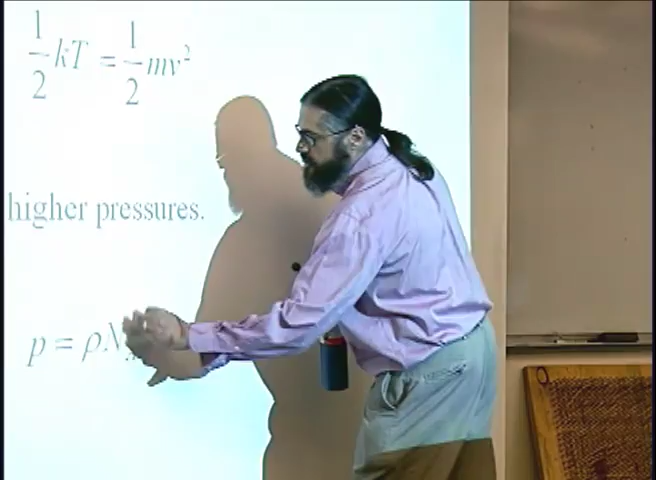 1/2 kT = 1/2 mv²
higher pressures.
p = ρN